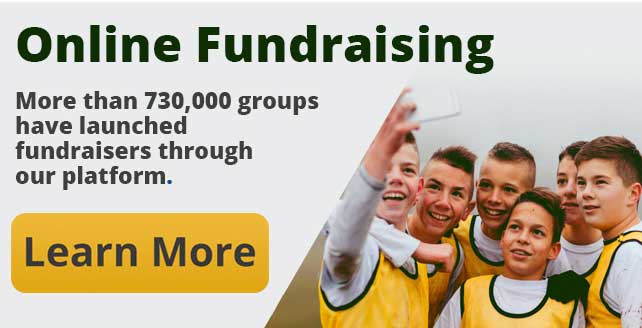 Online Fundraising
More than 730,000 groups
have launched
fundraisers through
our platform.
Learn More